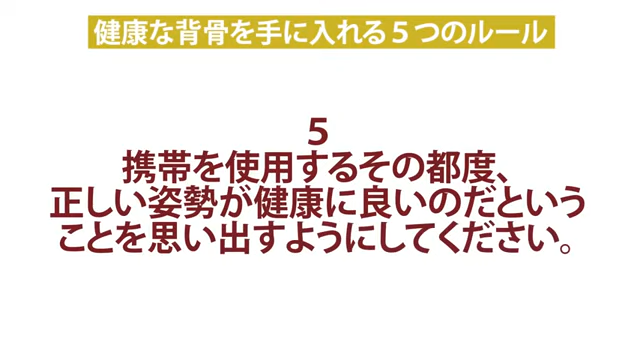 健康な背骨を手に入れる５つのルール
５
携帯を使用するその都度、
正しい姿勢が健康に良いのだという
ことを思い出すようにしてください。